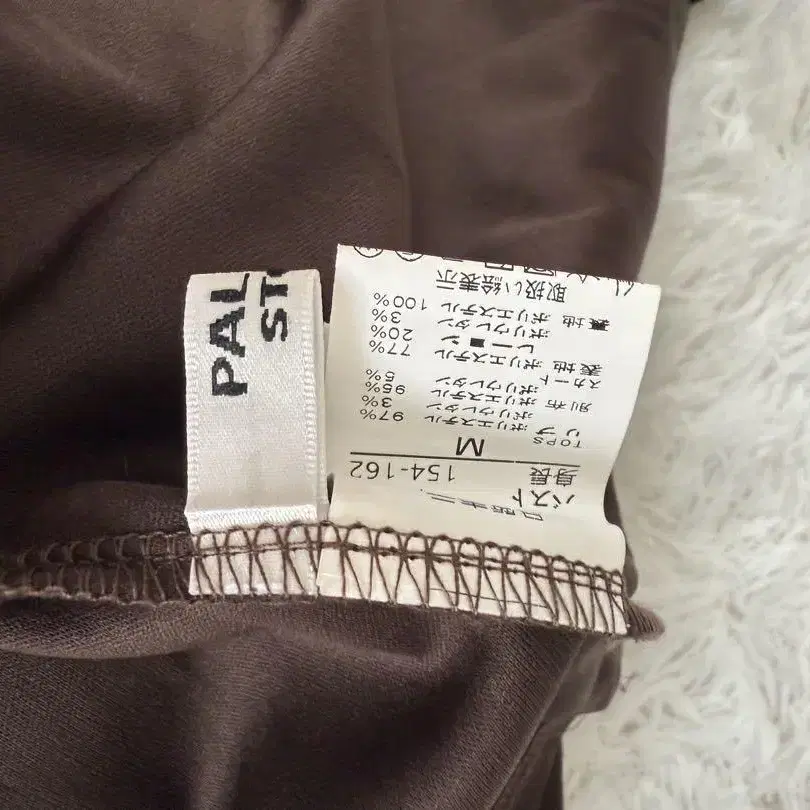 PAL
ST
バスト
身長 154-162
M
TOPS
リブ ポリエステル 97%
ポリウレタン 3%
別布 ポリエステル 95%
ポリウレタン 5%
スカート
表地 ポリエステル 77%
レーヨン 20%
ポリウレタン 3%
裏地 ポリエステル 100%
取扱い絵表示